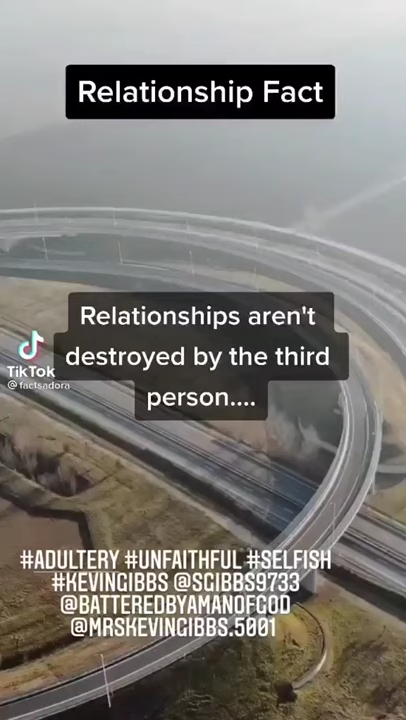 Relationship Fact
Relationships aren't
destroyed by the third
person....
TikTok
@factsadora
#ADULTERY #UNFAITHFUL #SELFISH
#KEVINGIBBS @SGIBBS9733
@BATTEREDBYAMANOFGOD
@MRSKEVINGIBBS.5001